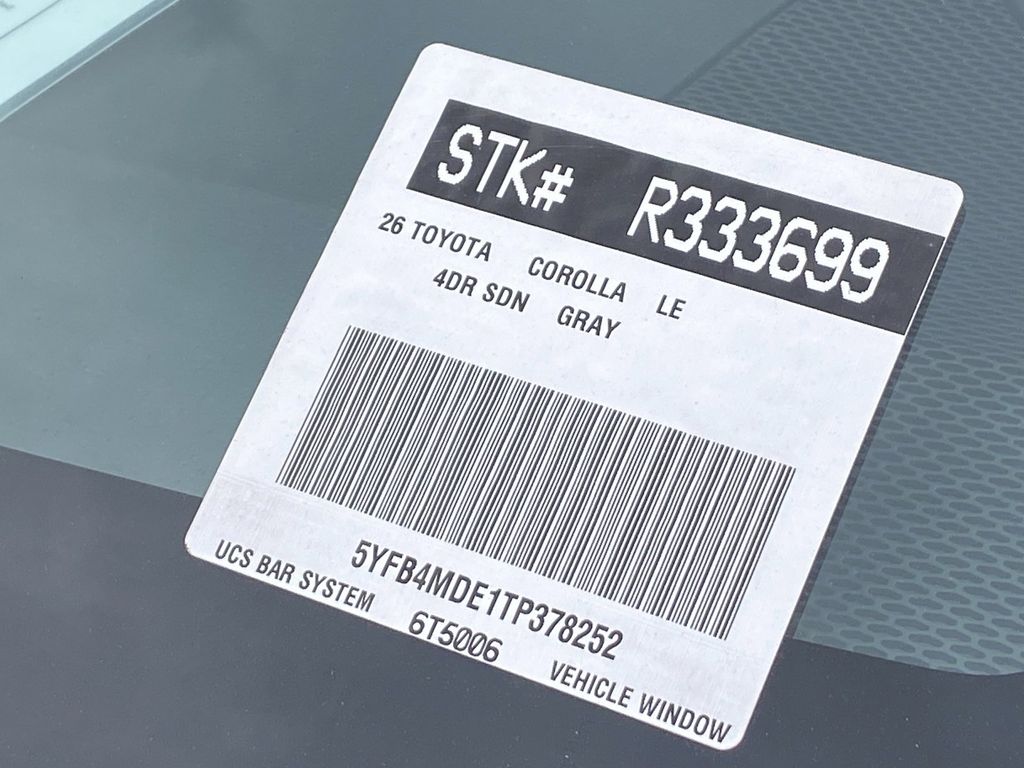 STK# R333699
26 TOYOTA COROLLA LE
4DR SDN GRAY
5YFB4MDE1TP378252
UCS BAR SYSTEM 6T5006 VEHICLE WINDOW